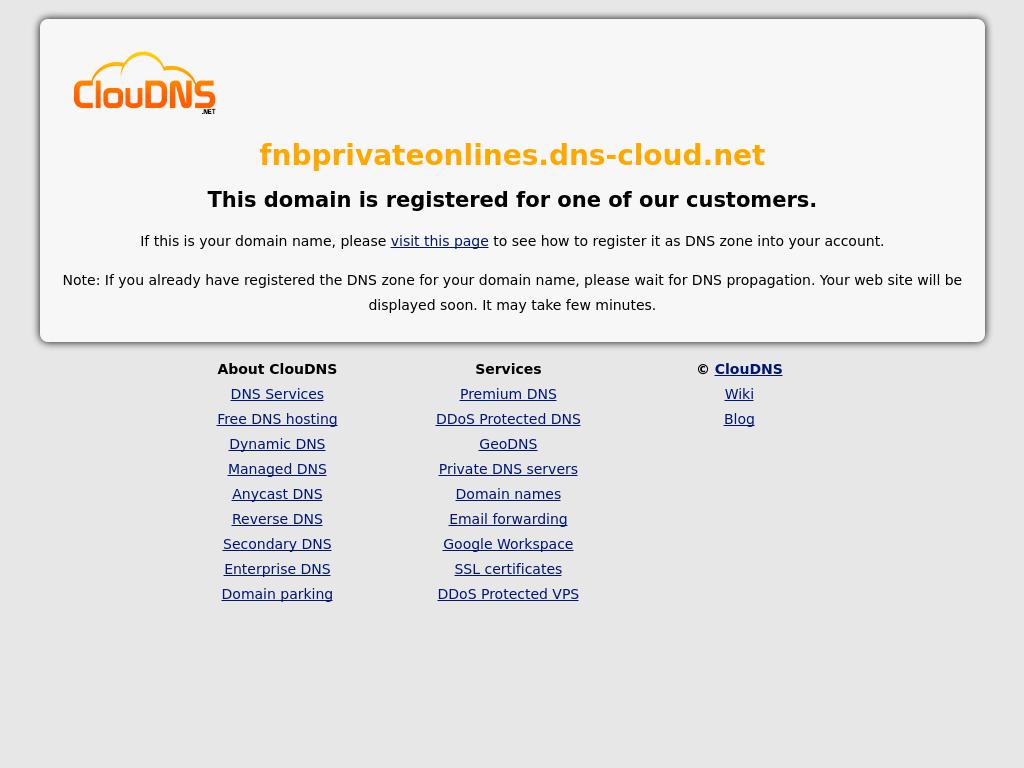 ClouDNS
.NET
fnbprivateonlines.dns-cloud.net
This domain is registered for one of our customers.
If this is your domain name, please visit this page to see how to register it as DNS zone into your account.
Note: If you already have registered the DNS zone for your domain name, please wait for DNS propagation. Your web site will be
displayed soon. It may take few minutes.
About ClouDNS
DNS Services
Free DNS hosting
Dynamic DNS
Managed DNS
Anycast DNS
Reverse DNS
Secondary DNS
Enterprise DNS
Domain parking
Services
Premium DNS
DDoS Protected DNS
GeoDNS
Private DNS servers
Domain names
Email forwarding
Google Workspace
SSL certificates
DDoS Protected VPS
© ClouDNS
Wiki
Blog